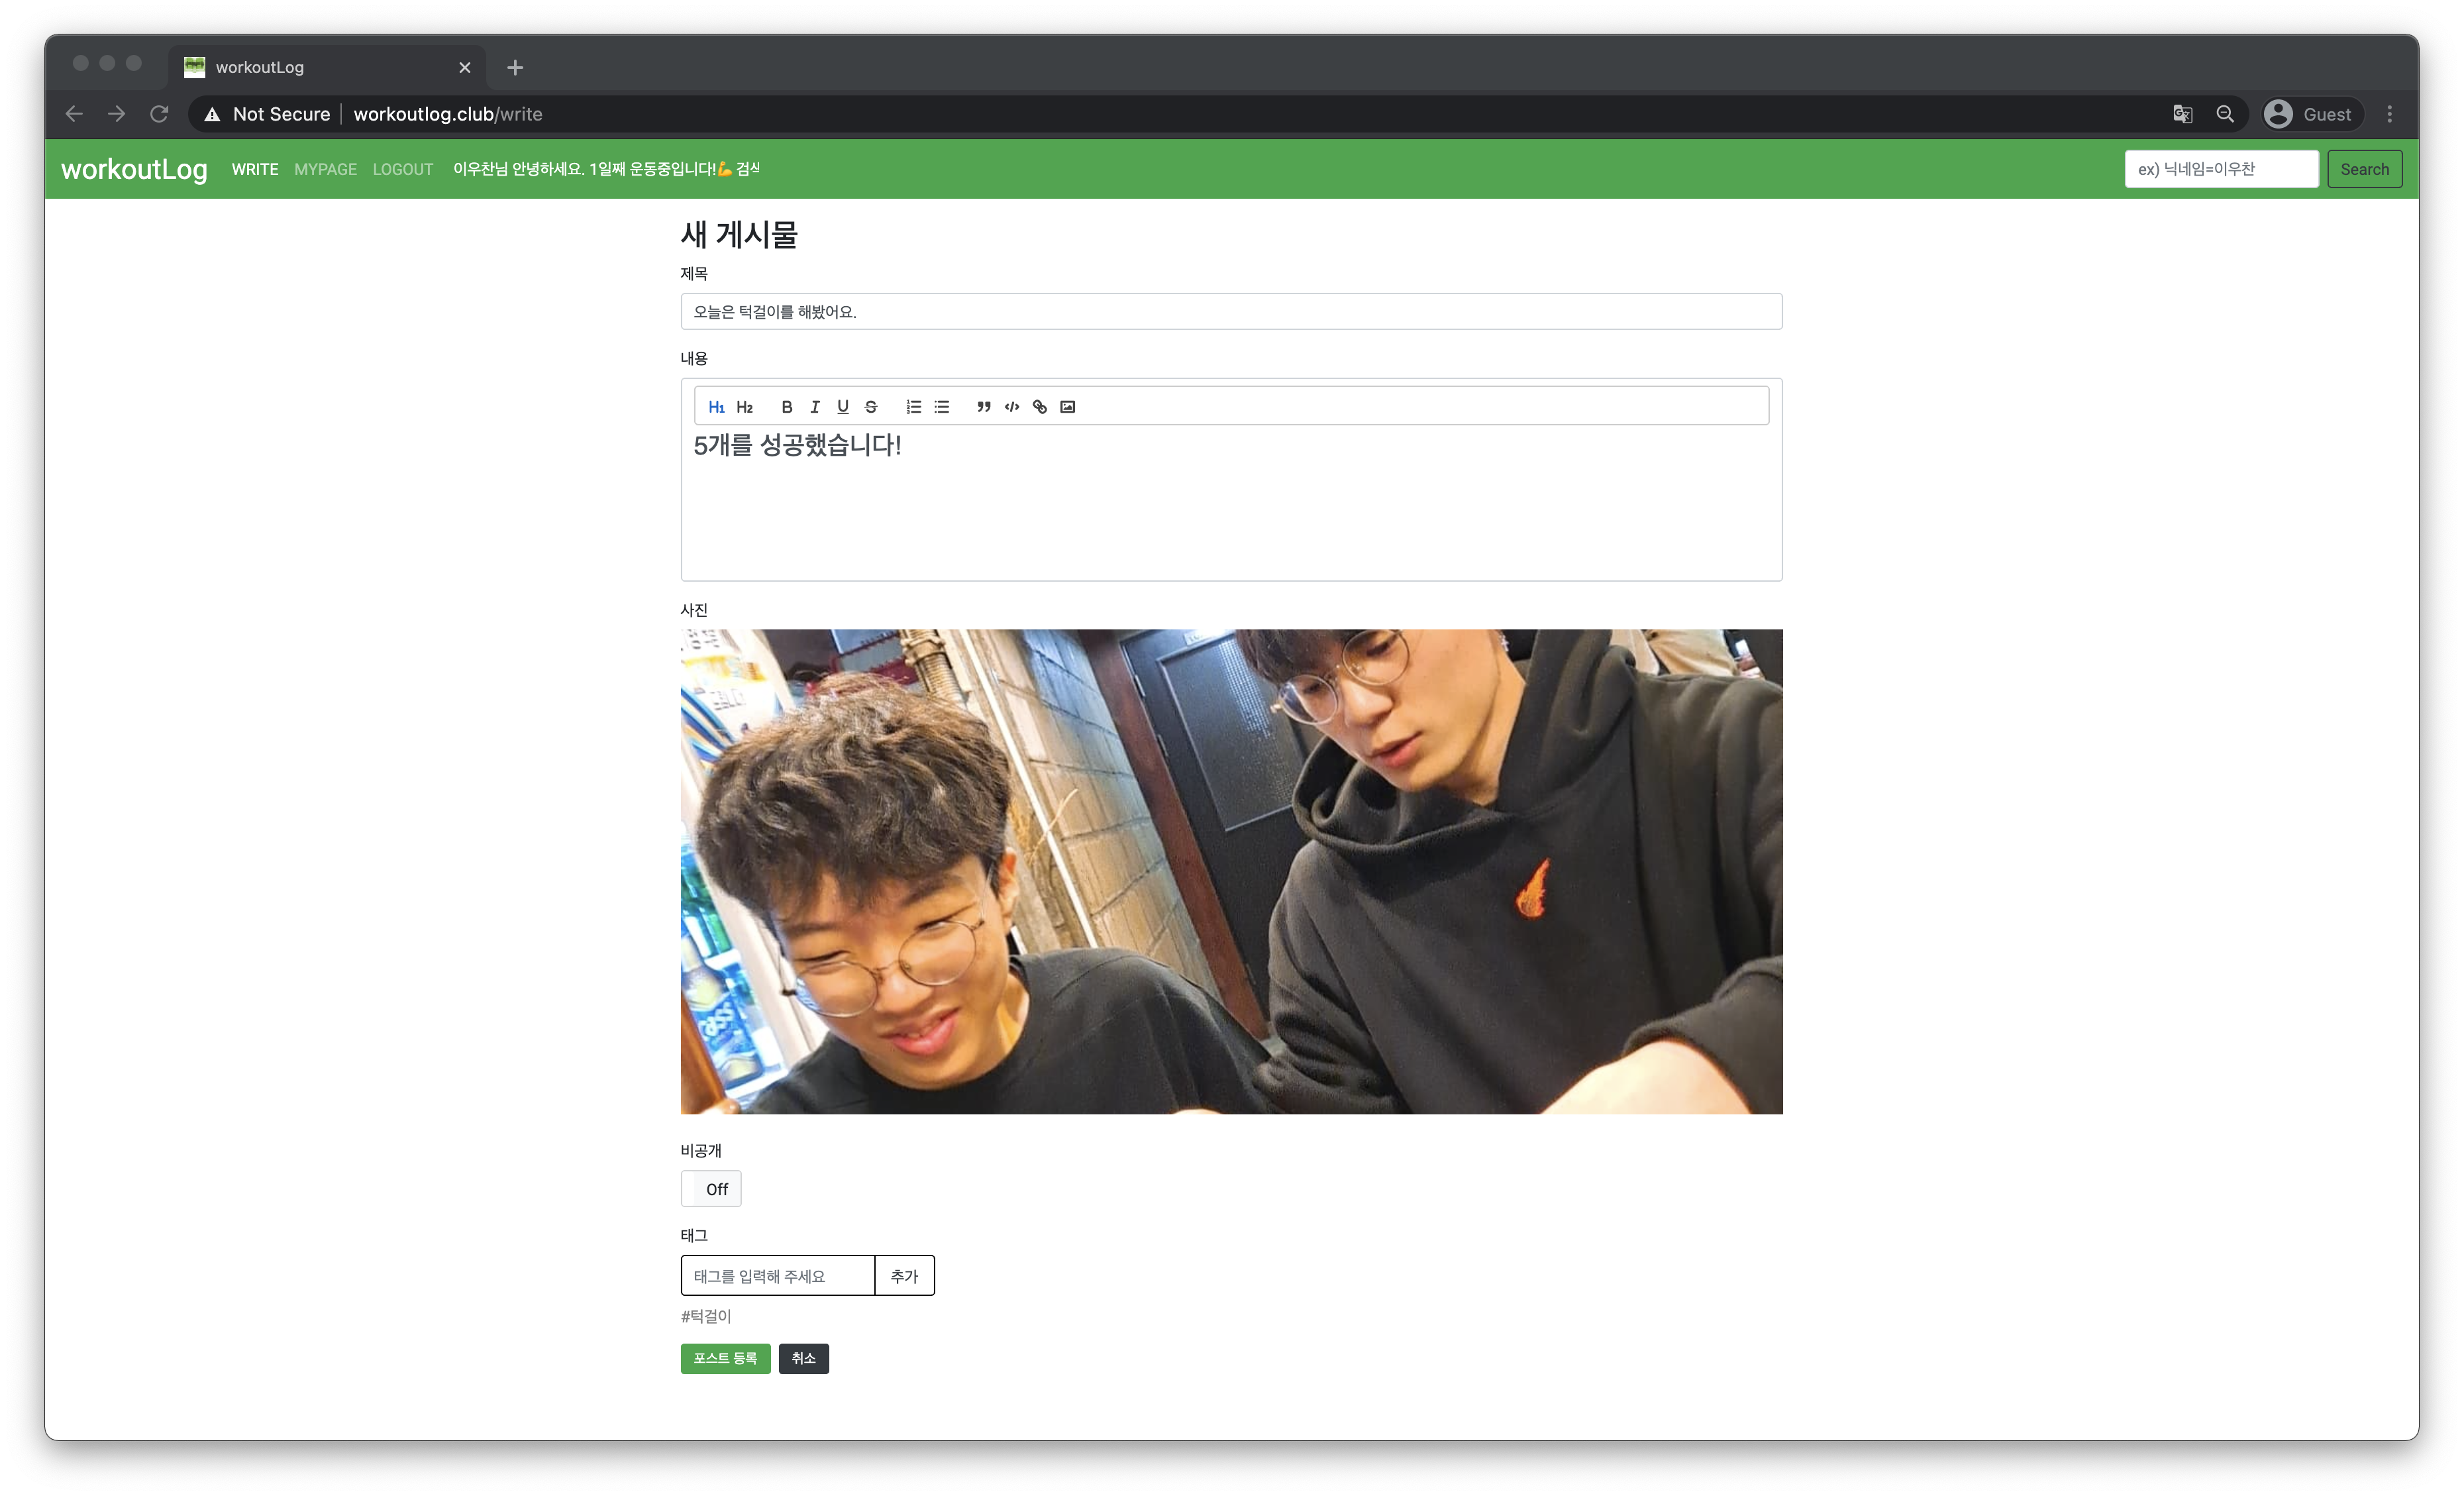 workoutLog
Not Secure | workoutlog.club/write
Guest
workoutLog WRITE MYPAGE LOGOUT 이우찬님 안녕하세요. 1일째 운동중입니다!💪 ex) 닉네임=이우찬 Search
새 게시물
제목
오늘은 턱걸이를 해봤어요.
내용
H1 H2 B I U S
5개를 성공했습니다!
사진
비공개
Off
태그
태그를 입력해 주세요 추가
#턱걸이
포스트 등록 취소